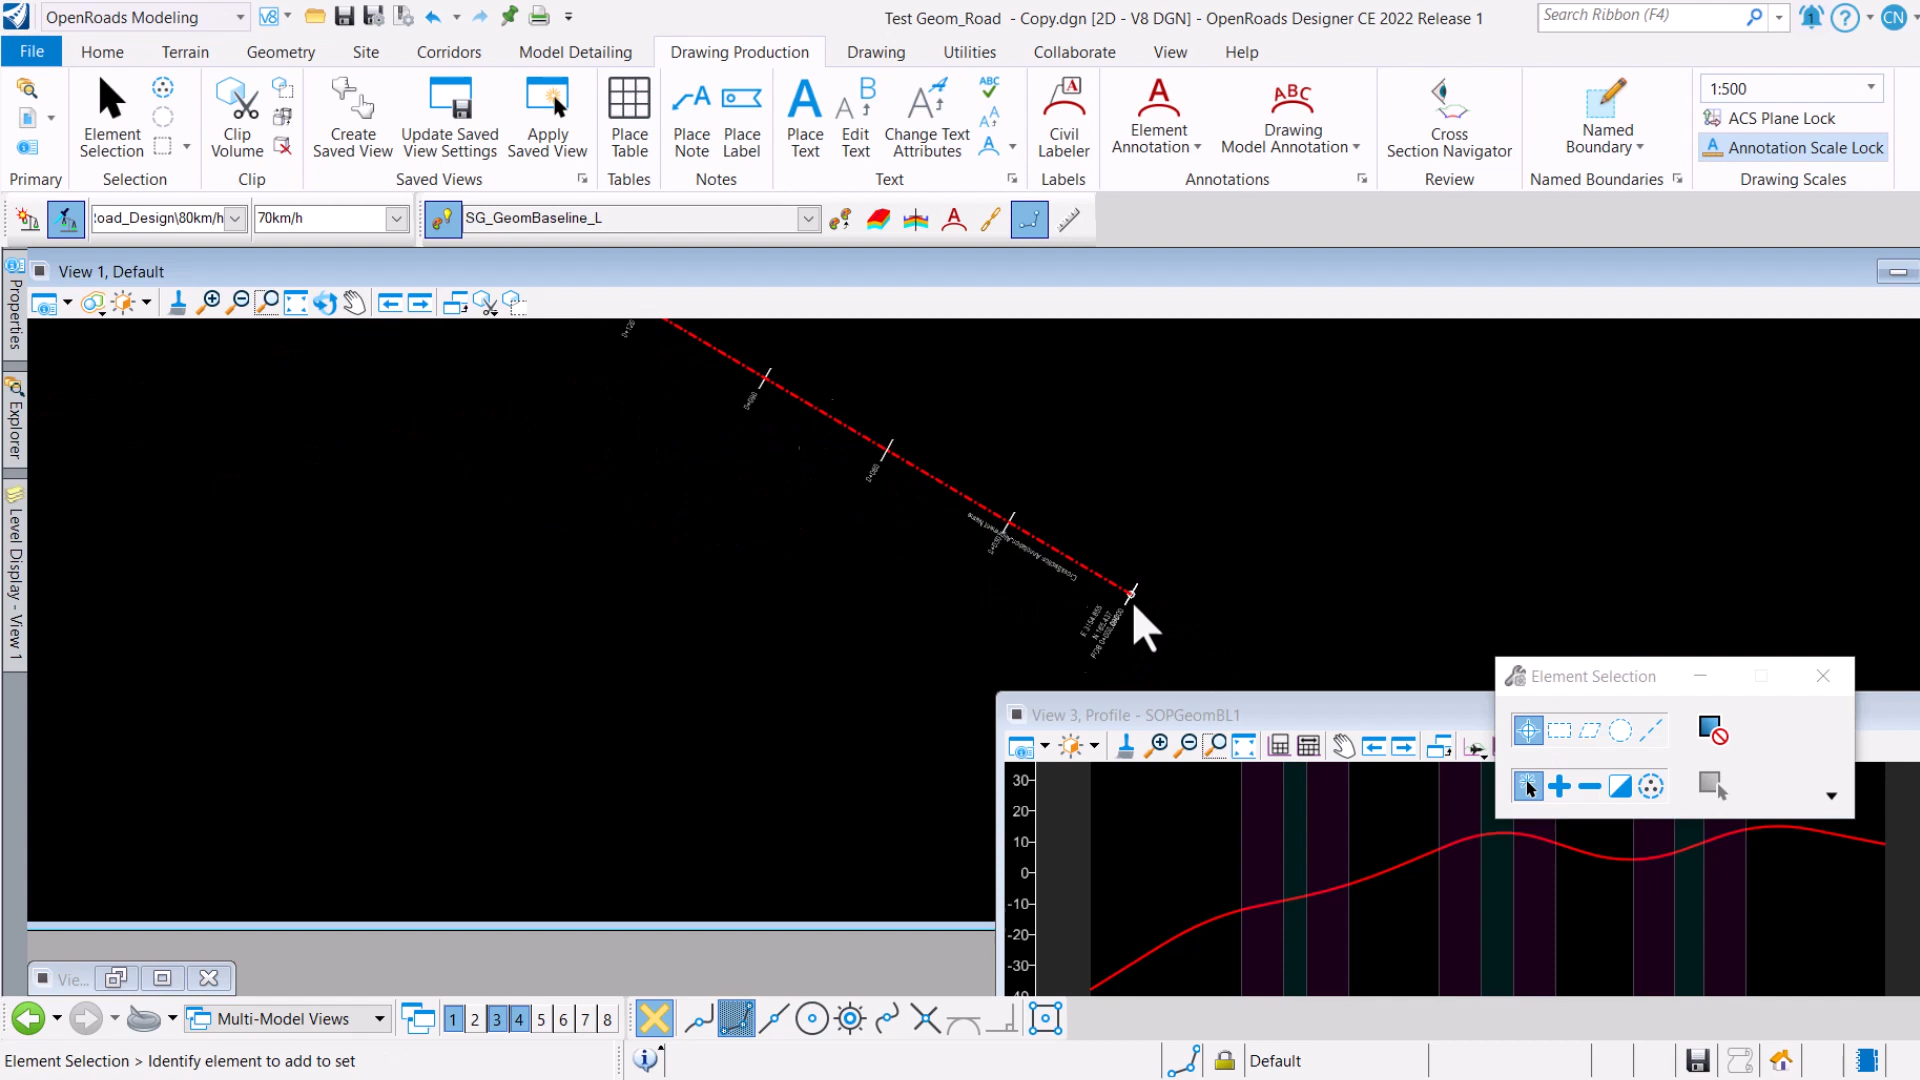 OpenRoads Modeling
V8
Test Geom_Road - Copy.dgn [2D - V8 DGN] - OpenRoads Designer CE 2022 Release 1
Search Ribbon (F4)
1
CN
File
Home
Terrain
Geometry
Site
Corridors
Model Detailing
Drawing Production
Drawing
Utilities
Collaborate
View
Help
Element
Selection
Clip
Volume
Create
Saved View
Update Saved
View Settings
Apply
Saved View
Place
Table
Place
Note
Place
Label
Place
Text
Edit
Text
Change Text
Attributes
ABC
Civil
Labeler
Element
Annotation
ABC
Drawing
Model Annotation
Cross
Section Navigator
Named
Boundary
1:500
ACS Plane Lock
Annotation Scale Lock
Primary
Selection
Clip
Saved Views
Tables
Notes
Text
Labels
Annotations
Review
Named Boundaries
Drawing Scales
oad_Design\80km/h
70km/h
SG_GeomBaseline_L
View 1, Default
Properties
Explorer
Level Display - View 1
View 3, Profile - SOPGeomBL1
Element Selection
30
20
10
0
-10
-20
-30
Vie...
Multi-Model Views
1 2 3 4 5 6 7 8
Element Selection > Identify element to add to set
Default